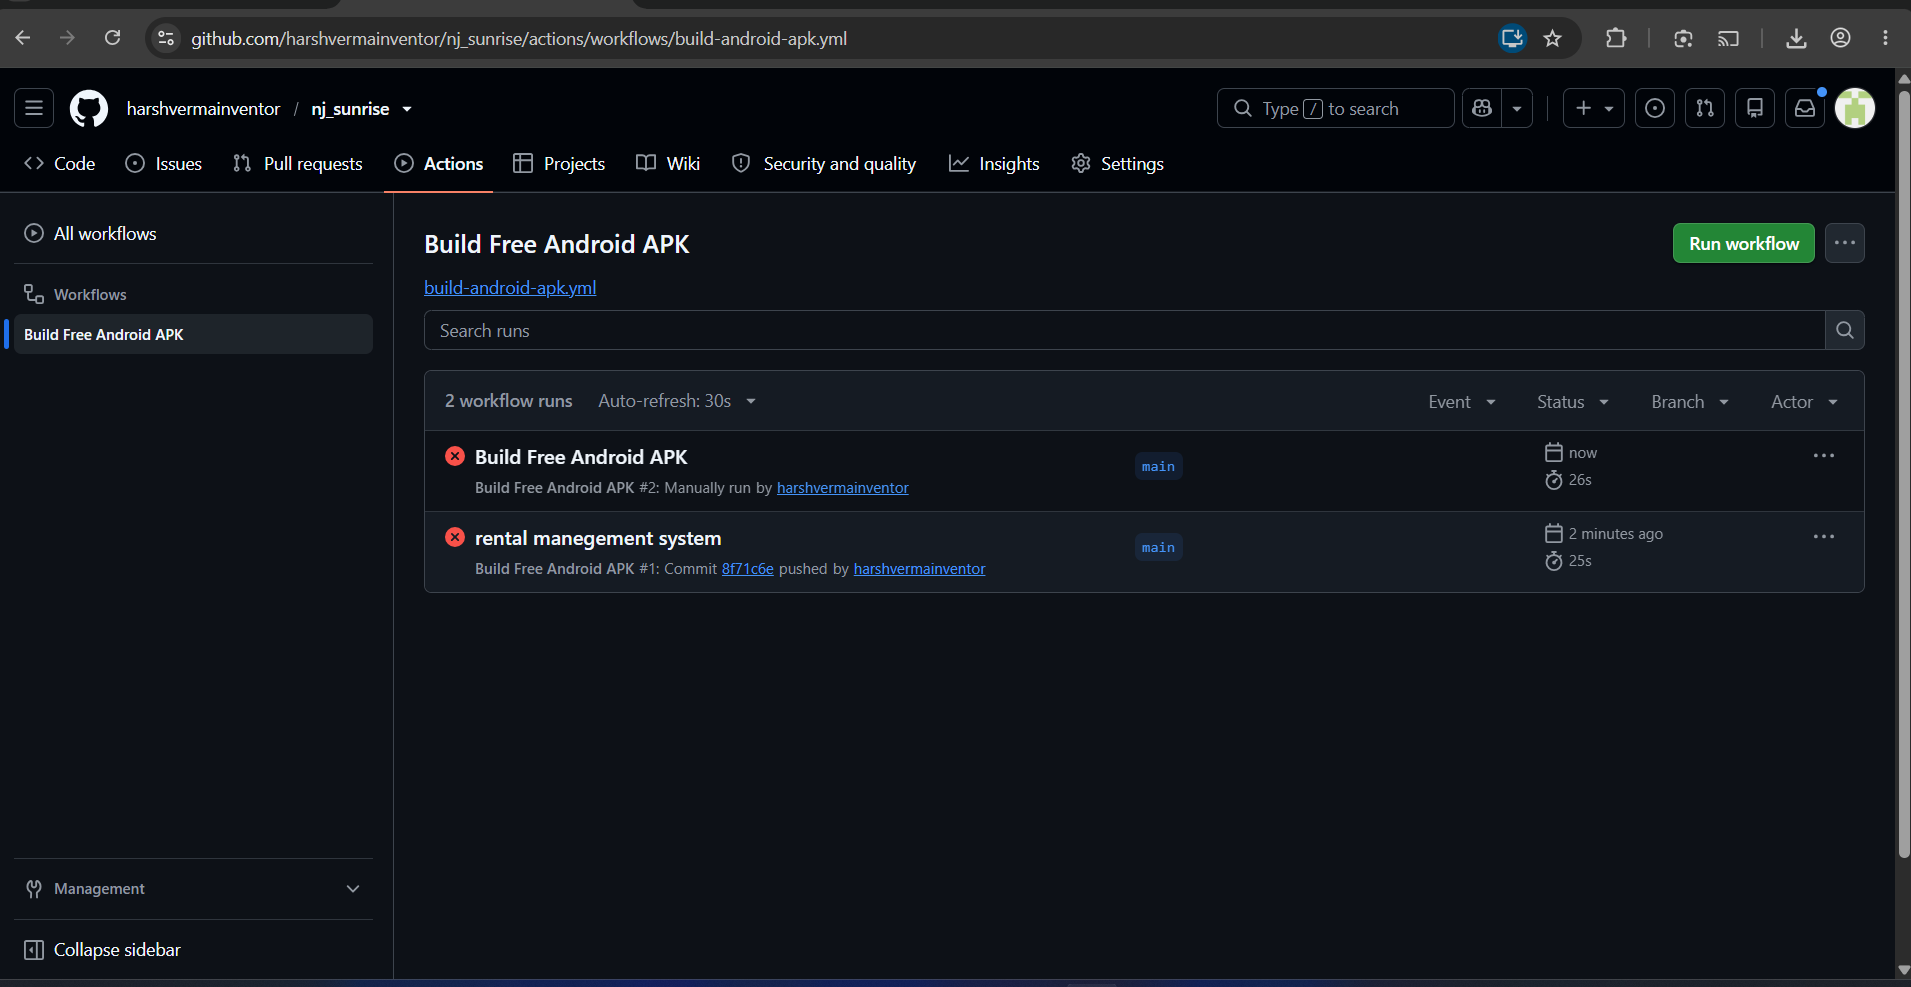 github.com/harshvermainventor/nj_sunrise/actions/workflows/build-android-apk.yml
harshvermainventor / nj_sunrise
Type / to search
Code Issues Pull requests Actions Projects Wiki Security and quality Insights Settings
All workflows
Workflows
Build Free Android APK
Build Free Android APK
Run workflow
build-android-apk.yml
Search runs
2 workflow runs Auto-refresh: 30s Event Status Branch Actor
Build Free Android APK
Build Free Android APK #2: Manually run by harshvermainventor
main
now
26s
rental manegement system
Build Free Android APK #1: Commit 8f71c6e pushed by harshvermainventor
main
2 minutes ago
25s
Management
Collapse sidebar